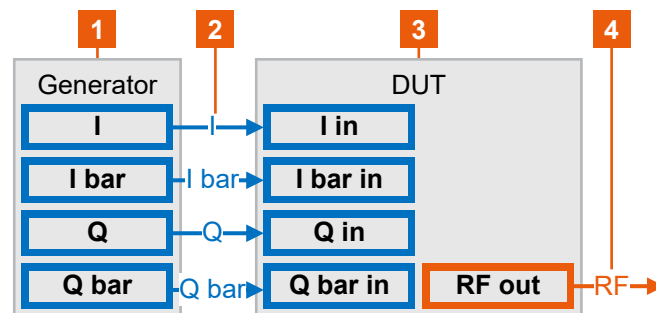 1 2 3 4
Generator DUT
I I I in
I bar I bar I bar in
Q Q Q in
Q bar Q bar Q bar in RF out RF